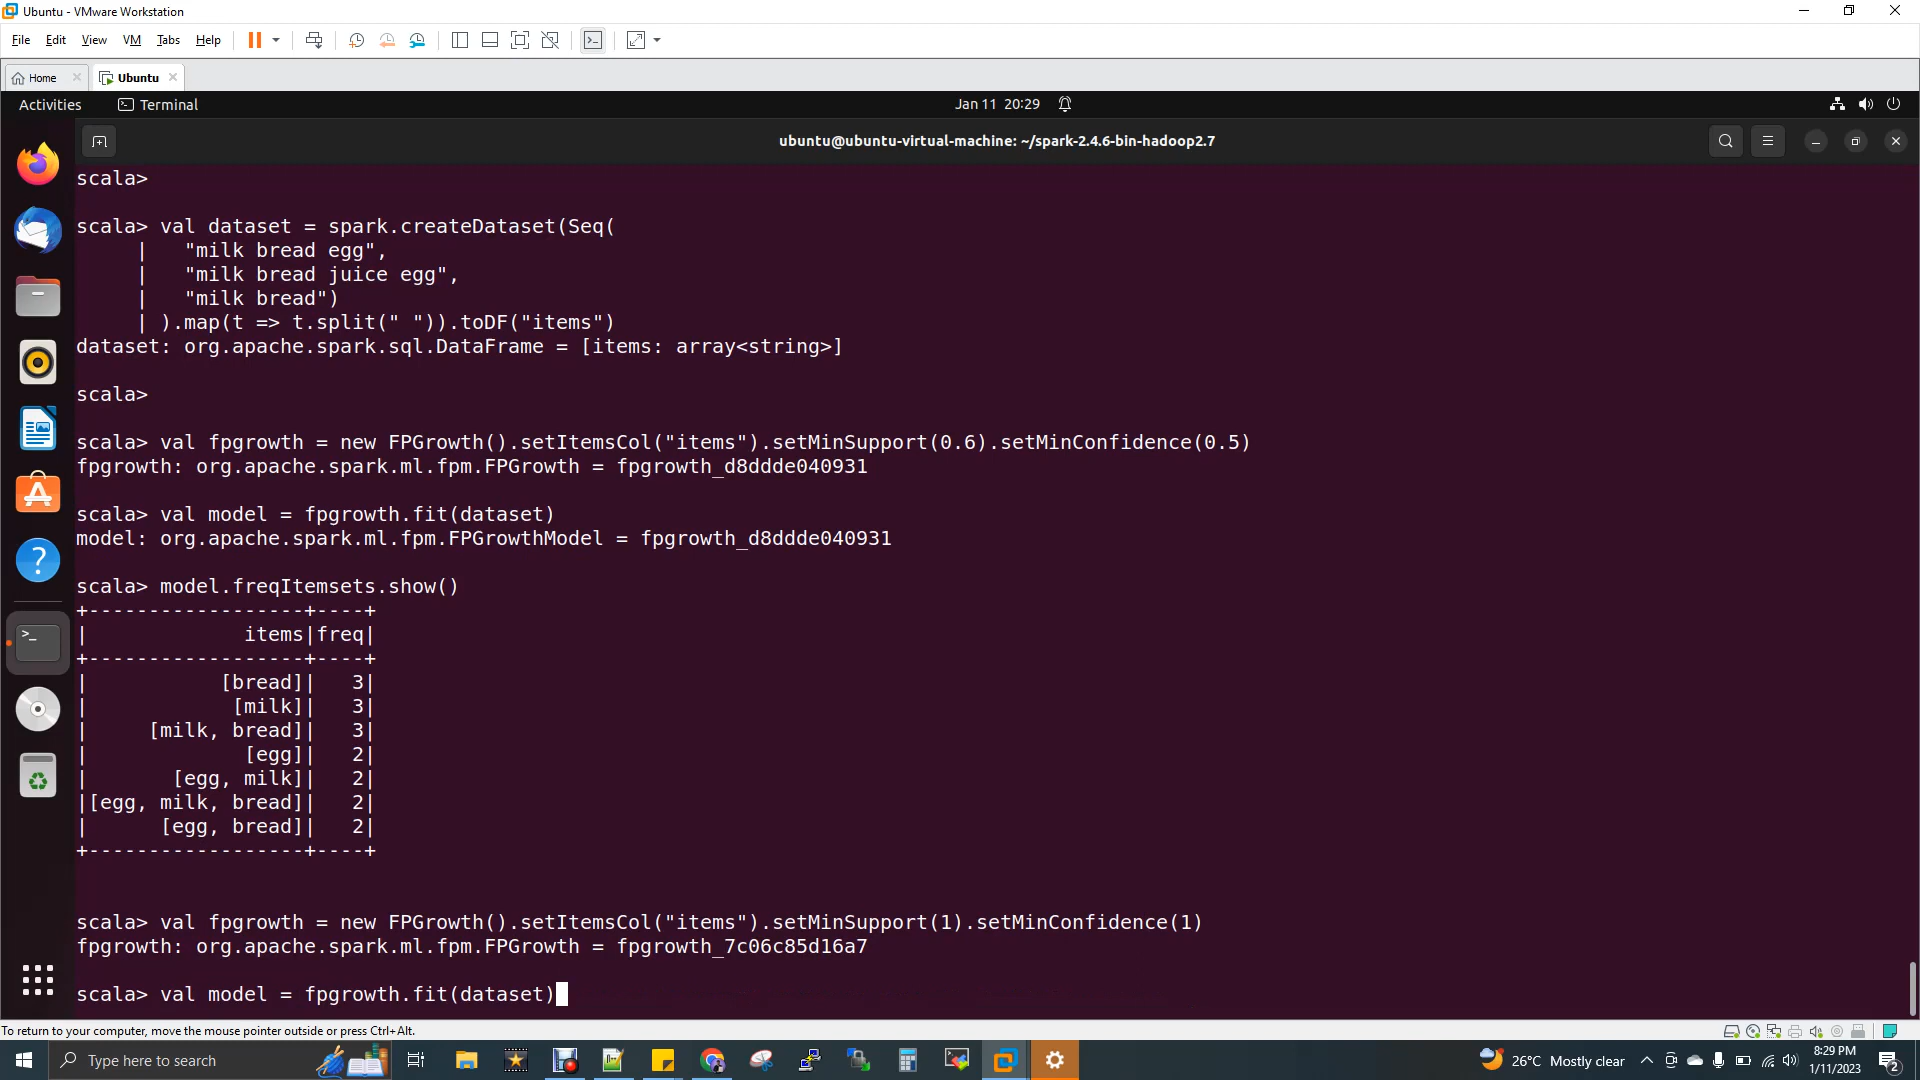 Ubuntu - VMware Workstation
File Edit View VM Tabs Help
Home Ubuntu
Activities Terminal Jan 11 20:29
ubuntu@ubuntu-virtual-machine: ~/spark-2.4.6-bin-hadoop2.7
scala>
scala> val dataset = spark.createDataset(Seq(
| "milk bread egg",
| "milk bread juice egg",
| "milk bread")
| ).map(t => t.split(" ")).toDF("items")
dataset: org.apache.spark.sql.DataFrame = [items: array<string>]
scala>
scala> val fpgrowth = new FPGrowth().setItemsCol("items").setMinSupport(0.6).setMinConfidence(0.5)
fpgrowth: org.apache.spark.ml.fpm.FPGrowth = fpgrowth_d8ddde040931
scala> val model = fpgrowth.fit(dataset)
model: org.apache.spark.ml.fpm.FPGrowthModel = fpgrowth_d8ddde040931
scala> model.freqItemsets.show()
+------------------+----+
|             items|freq|
+------------------+----+
|           [bread]|   3|
|            [milk]|   3|
|     [milk, bread]|   3|
|             [egg]|   2|
|       [egg, milk]|   2|
|[egg, milk, bread]|   2|
|      [egg, bread]|   2|
+------------------+----+
scala> val fpgrowth = new FPGrowth().setItemsCol("items").setMinSupport(1).setMinConfidence(1)
fpgrowth: org.apache.spark.ml.fpm.FPGrowth = fpgrowth_7c06c85d16a7
scala> val model = fpgrowth.fit(dataset)
To return to your computer, move the mouse pointer outside or press Ctrl+Alt.
Type here to search
26°C Mostly clear
8:29 PM
1/11/2023
2